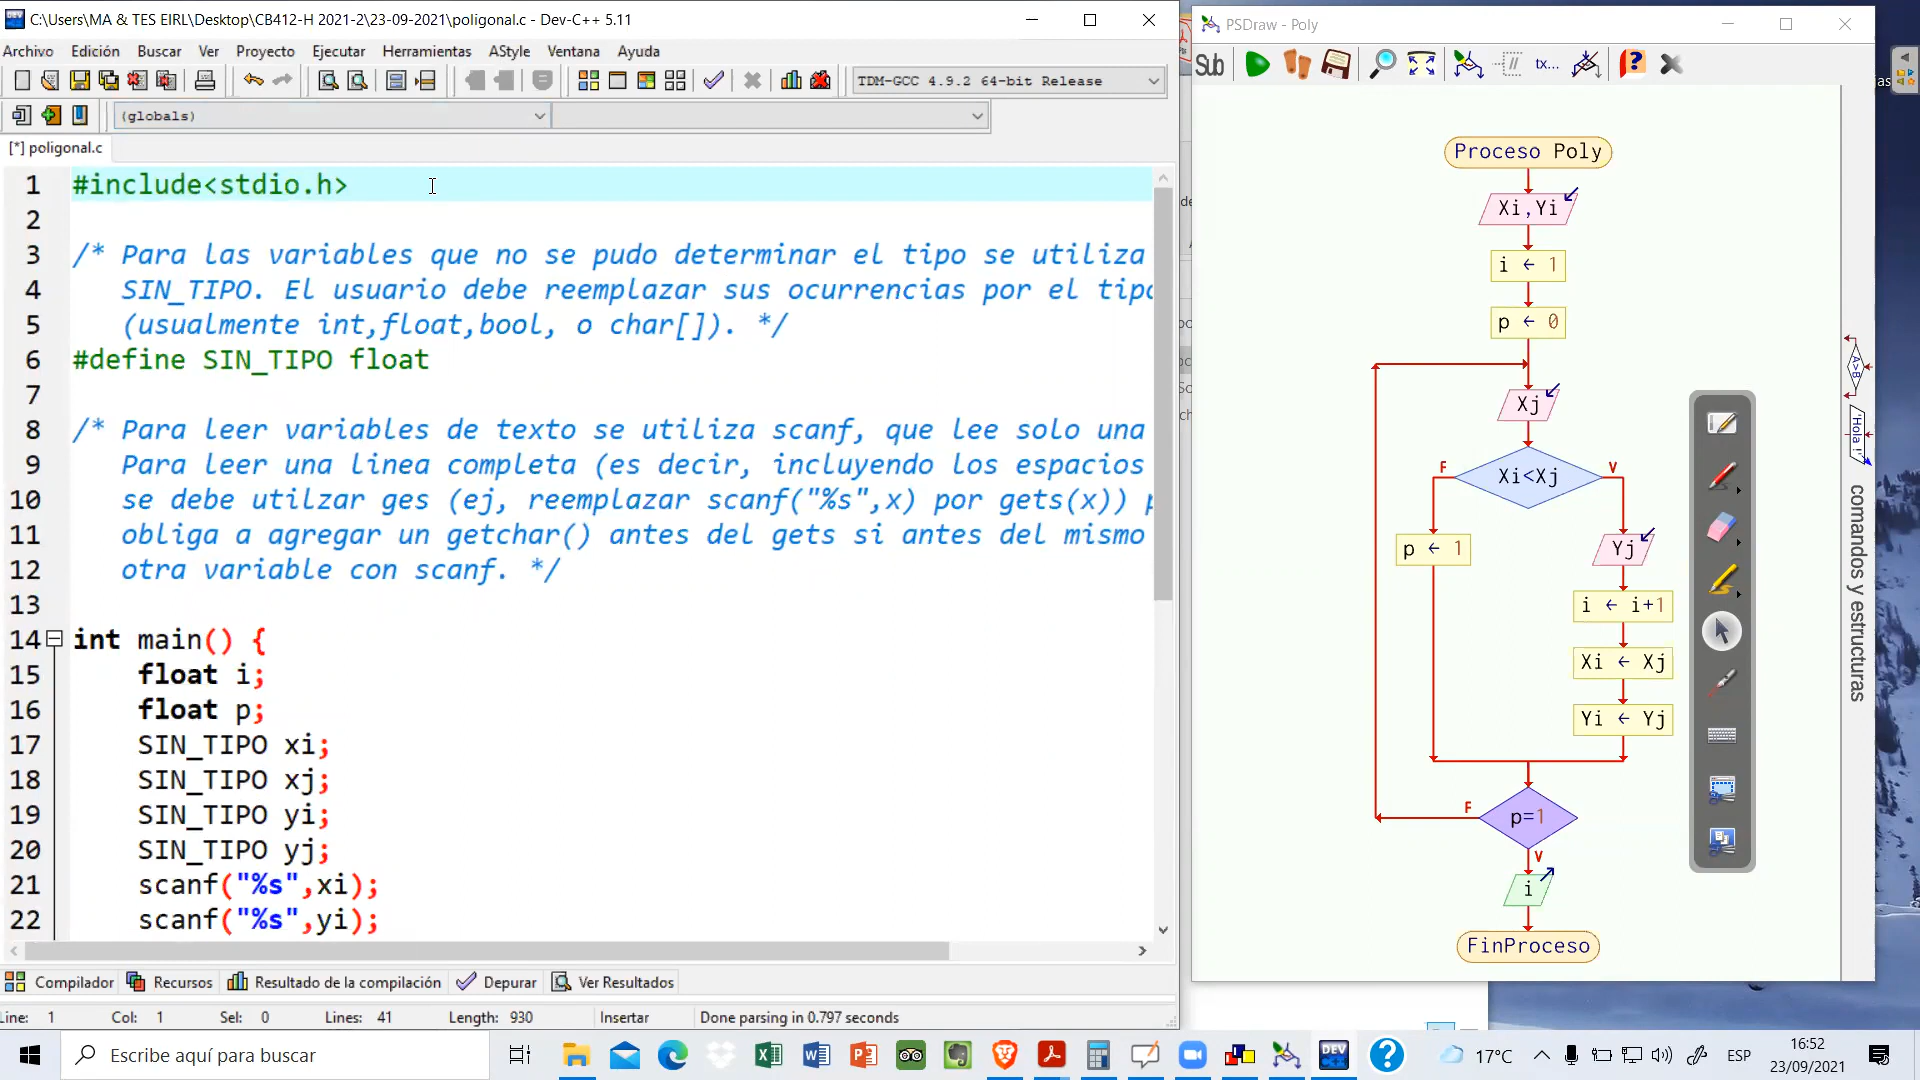 C:\Users\MA & TES EIRL\Desktop\CB412-H 2021-2\23-09-2021\poligonal.c - Dev-C++ 5.11
Archivo Edición Buscar Ver Proyecto Ejecutar Herramientas AStyle Ventana Ayuda
TDM-GCC 4.9.2 64-bit Release
(globals)
[*] poligonal.c
1 #include<stdio.h>
2
3 /* Para las variables que no se pudo determinar el tipo se utiliza
4 SIN_TIPO. El usuario debe reemplazar sus ocurrencias por el tipo
5 (usualmente int,float,bool, o char[]). */
6 #define SIN_TIPO float
7
8 /* Para leer variables de texto se utiliza scanf, que lee solo una
9 Para leer una linea completa (es decir, incluyendo los espacios
10 se debe utilzar ges (ej, reemplazar scanf("%s",x) por gets(x)) p
11 obliga a agregar un getchar() antes del gets si antes del mismo
12 otra variable con scanf. */
13
14 int main() {
15 float i;
16 float p;
17 SIN_TIPO xi;
18 SIN_TIPO xj;
19 SIN_TIPO yi;
20 SIN_TIPO yj;
21 scanf("%s",xi);
22 scanf("%s",yi);
Compilador Recursos Resultado de la compilación Depurar Ver Resultados
Line: 1 Col: 1 Sel: 0 Lines: 41 Length: 930 Insertar Done parsing in 0.797 seconds
PSDraw - Poly
Sub tx...
Proceso Poly
Xi,Yi
i ← 1
p ← 0
Xj
F Xi<Xj V
p ← 1 Yj
i ← i+1
Xi ← Xj
Yi ← Yj
F p=1
V
i
FinProceso
A>B
'Hola !'
comandos y estructuras
Escribe aquí para buscar
DEV C++
17°C ESP
16:52
23/09/2021